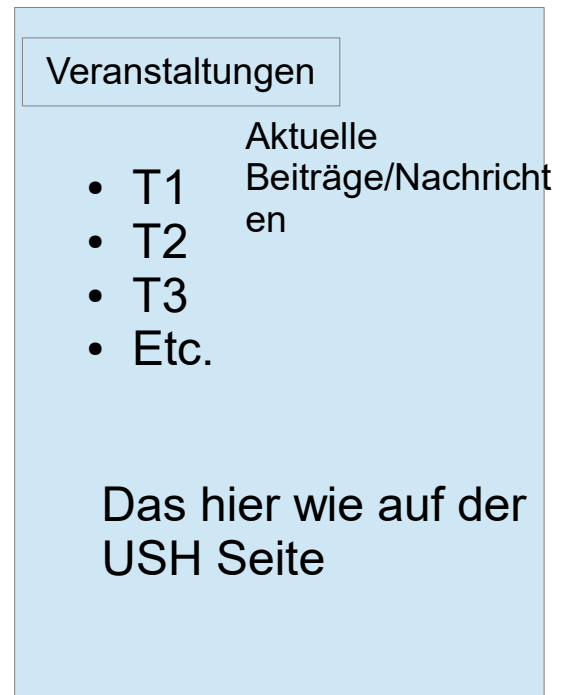 Veranstaltungen
Aktuelle
Beiträge/Nachricht
en
• T1
• T2
• T3
• Etc.
Das hier wie auf der
USH Seite